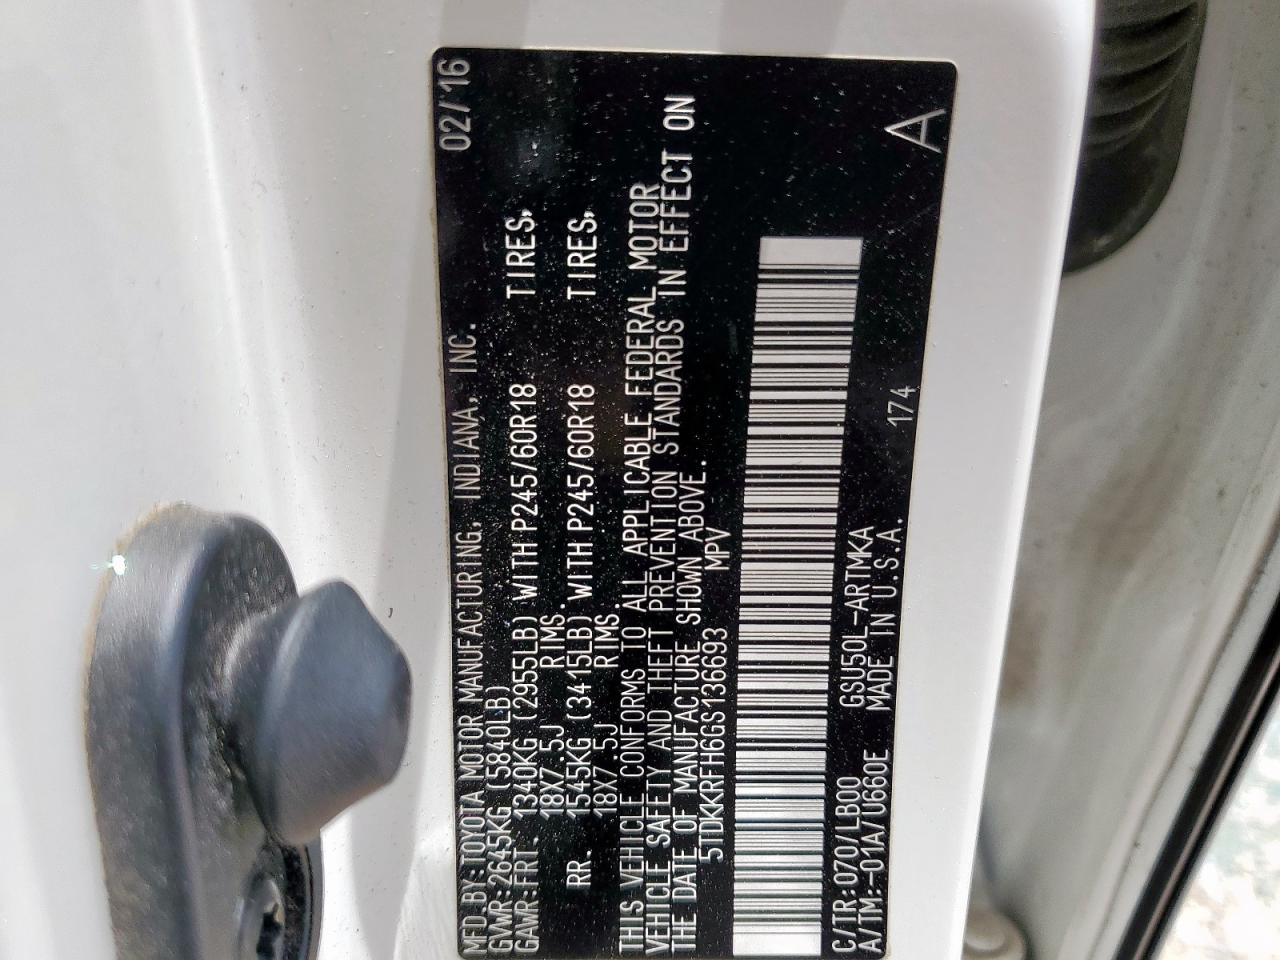 MFD.BY:TOYOTA MOTOR MANUFACTURING, INDIANA, INC. 02/16
GVWR:2645KG (5840LB)
GAWR:FRT 1340KG (2955LB) WITH P245/60R18 TIRES,
18X7.5J RIMS.
RR. 1545KG (3415LB) WITH P245/60R18 TIRES,
18X7.5J RIMS.
THIS VEHICLE CONFORMS TO ALL APPLICABLE FEDERAL MOTOR
VEHICLE SAFETY AND THEFT PREVENTION STANDARDS IN EFFECT ON
THE DATE OF MANUFACTURE SHOWN ABOVE.
5TDKKRFH6GS136693 MPV
C/TR:070/LB00 GSU50L-ARTMKA 174 A
A/TM:-01A/U660E MADE IN U.S.A.